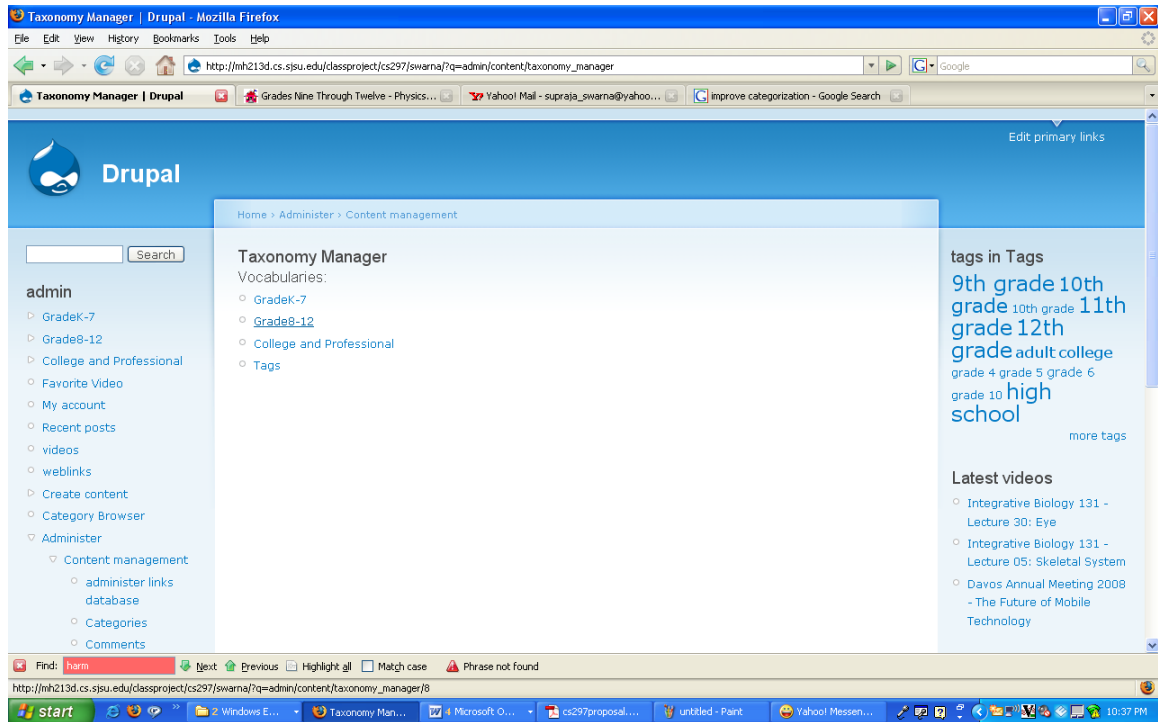 Taxonomy Manager | Drupal - Mozilla Firefox
File Edit View History Bookmarks Tools Help
http://mh213d.cs.sjsu.edu/classproject/cs297/swarna/?q=admin/content/taxonomy_manager
G Google
Taxonomy Manager | Drupal
Grades Nine Through Twelve - Physics...
Yahoo! Mail - supraja_swarna@yahoo...
improve categorization - Google Search
Edit primary links
Drupal
Home › Administer › Content management
Search
admin
GradeK-7
Grade8-12
College and Professional
Favorite Video
My account
Recent posts
videos
weblinks
Create content
Category Browser
Administer
Content management
administer links
database
Categories
Comments
Taxonomy Manager
Vocabularies:
GradeK-7
Grade8-12
College and Professional
Tags
tags in Tags
9th grade 10th
grade 10th grade 11th
grade 12th
grade adult college
grade 4 grade 5 grade 6
grade 10 high
school
more tags
Latest videos
Integrative Biology 131 -
Lecture 30: Eye
Integrative Biology 131 -
Lecture 05: Skeletal System
Davos Annual Meeting 2008
- The Future of Mobile
Technology
Find: harm Next Previous Highlight all Match case Phrase not found
http://mh213d.cs.sjsu.edu/classproject/cs297/swarna/?q=admin/content/taxonomy_manager/8
start 2 Windows E... Taxonomy Man... 4 Microsoft O... cs297proposal.... untitled - Paint Yahoo! Messen... 10:37 PM